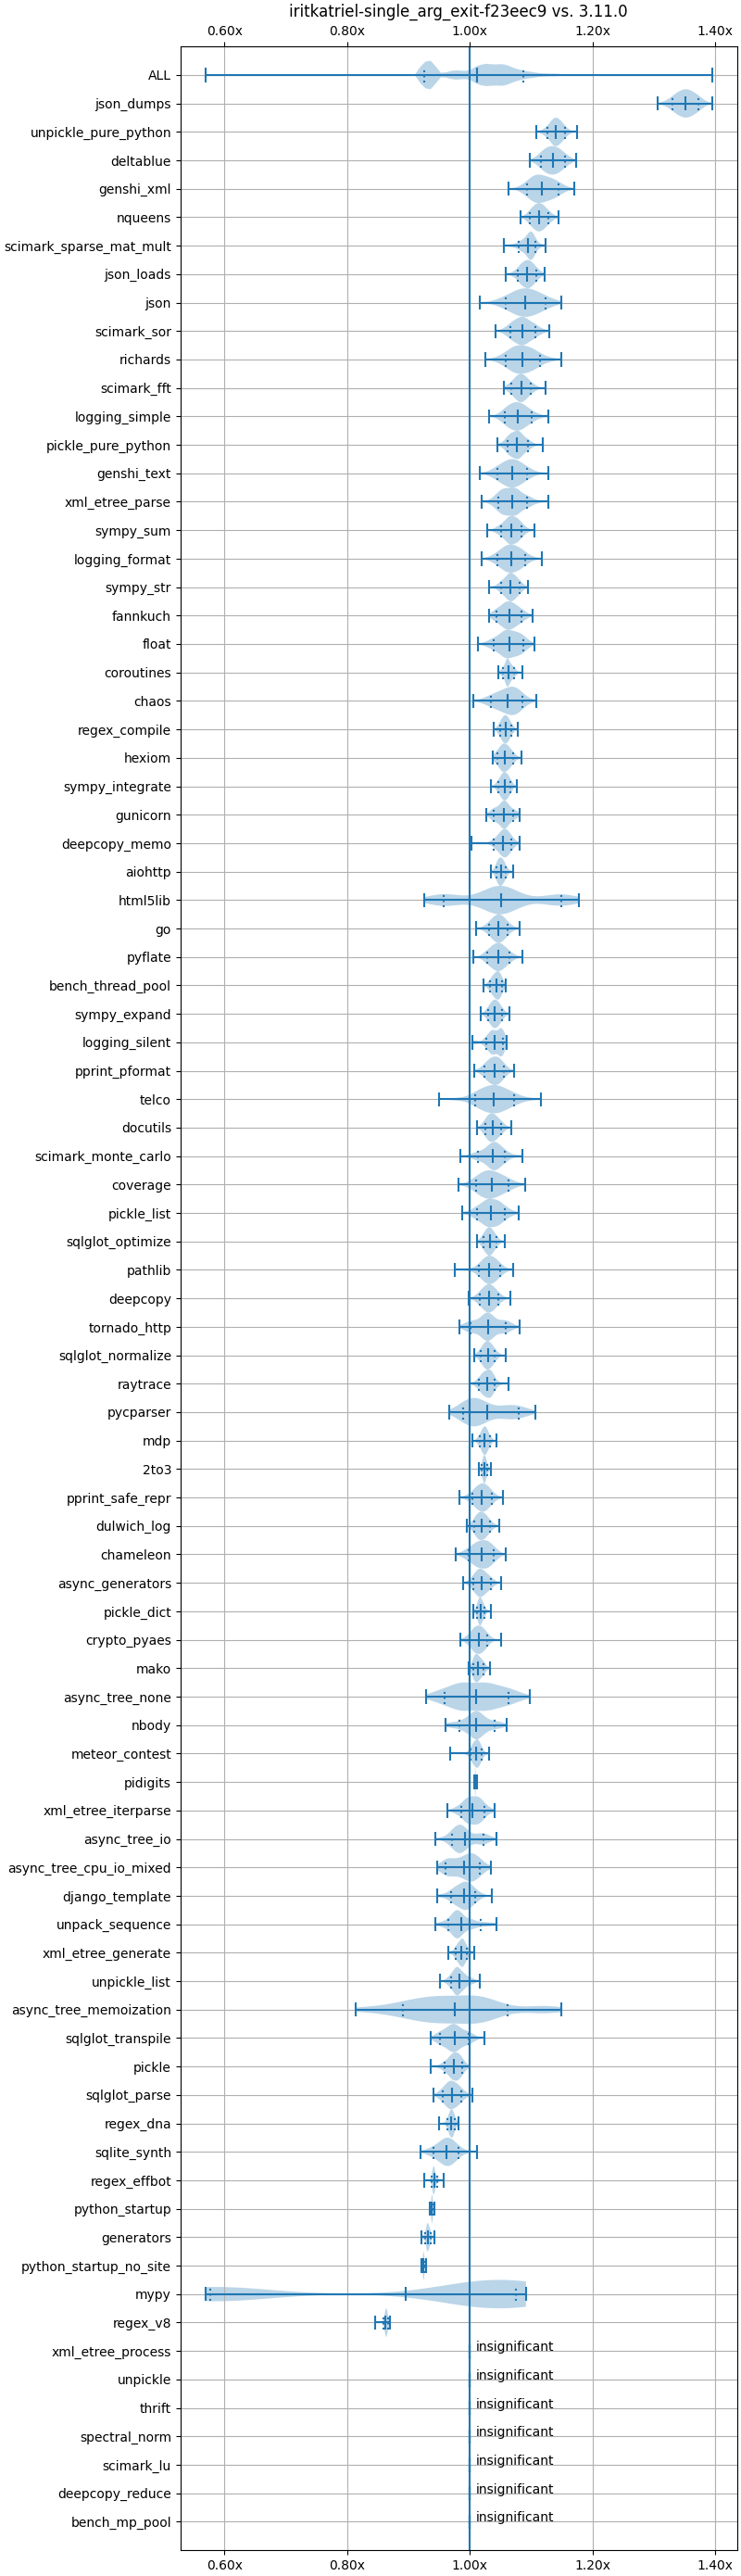 iritkatriel-single_arg_exit-f23eec9 vs. 3.11.0
0.60x 0.80x 1.00x 1.20x 1.40x
ALL
json_dumps
unpickle_pure_python
deltablue
genshi_xml
nqueens
scimark_sparse_mat_mult
json_loads
json
scimark_sor
richards
scimark_fft
logging_simple
pickle_pure_python
genshi_text
xml_etree_parse
sympy_sum
logging_format
sympy_str
fannkuch
float
coroutines
chaos
regex_compile
hexiom
sympy_integrate
gunicorn
deepcopy_memo
aiohttp
html5lib
go
pyflate
bench_thread_pool
sympy_expand
logging_silent
pprint_pformat
telco
docutils
scimark_monte_carlo
coverage
pickle_list
sqlglot_optimize
pathlib
deepcopy
tornado_http
sqlglot_normalize
raytrace
pycparser
mdp
2to3
pprint_safe_repr
dulwich_log
chameleon
async_generators
pickle_dict
crypto_pyaes
mako
async_tree_none
nbody
meteor_contest
pidigits
xml_etree_iterparse
async_tree_io
async_tree_cpu_io_mixed
django_template
unpack_sequence
xml_etree_generate
unpickle_list
async_tree_memoization
sqlglot_transpile
pickle
sqlglot_parse
regex_dna
sqlite_synth
regex_effbot
python_startup
generators
python_startup_no_site
mypy
regex_v8
xml_etree_process insignificant
unpickle insignificant
thrift insignificant
spectral_norm insignificant
scimark_lu insignificant
deepcopy_reduce insignificant
bench_mp_pool insignificant
0.60x 0.80x 1.00x 1.20x 1.40x